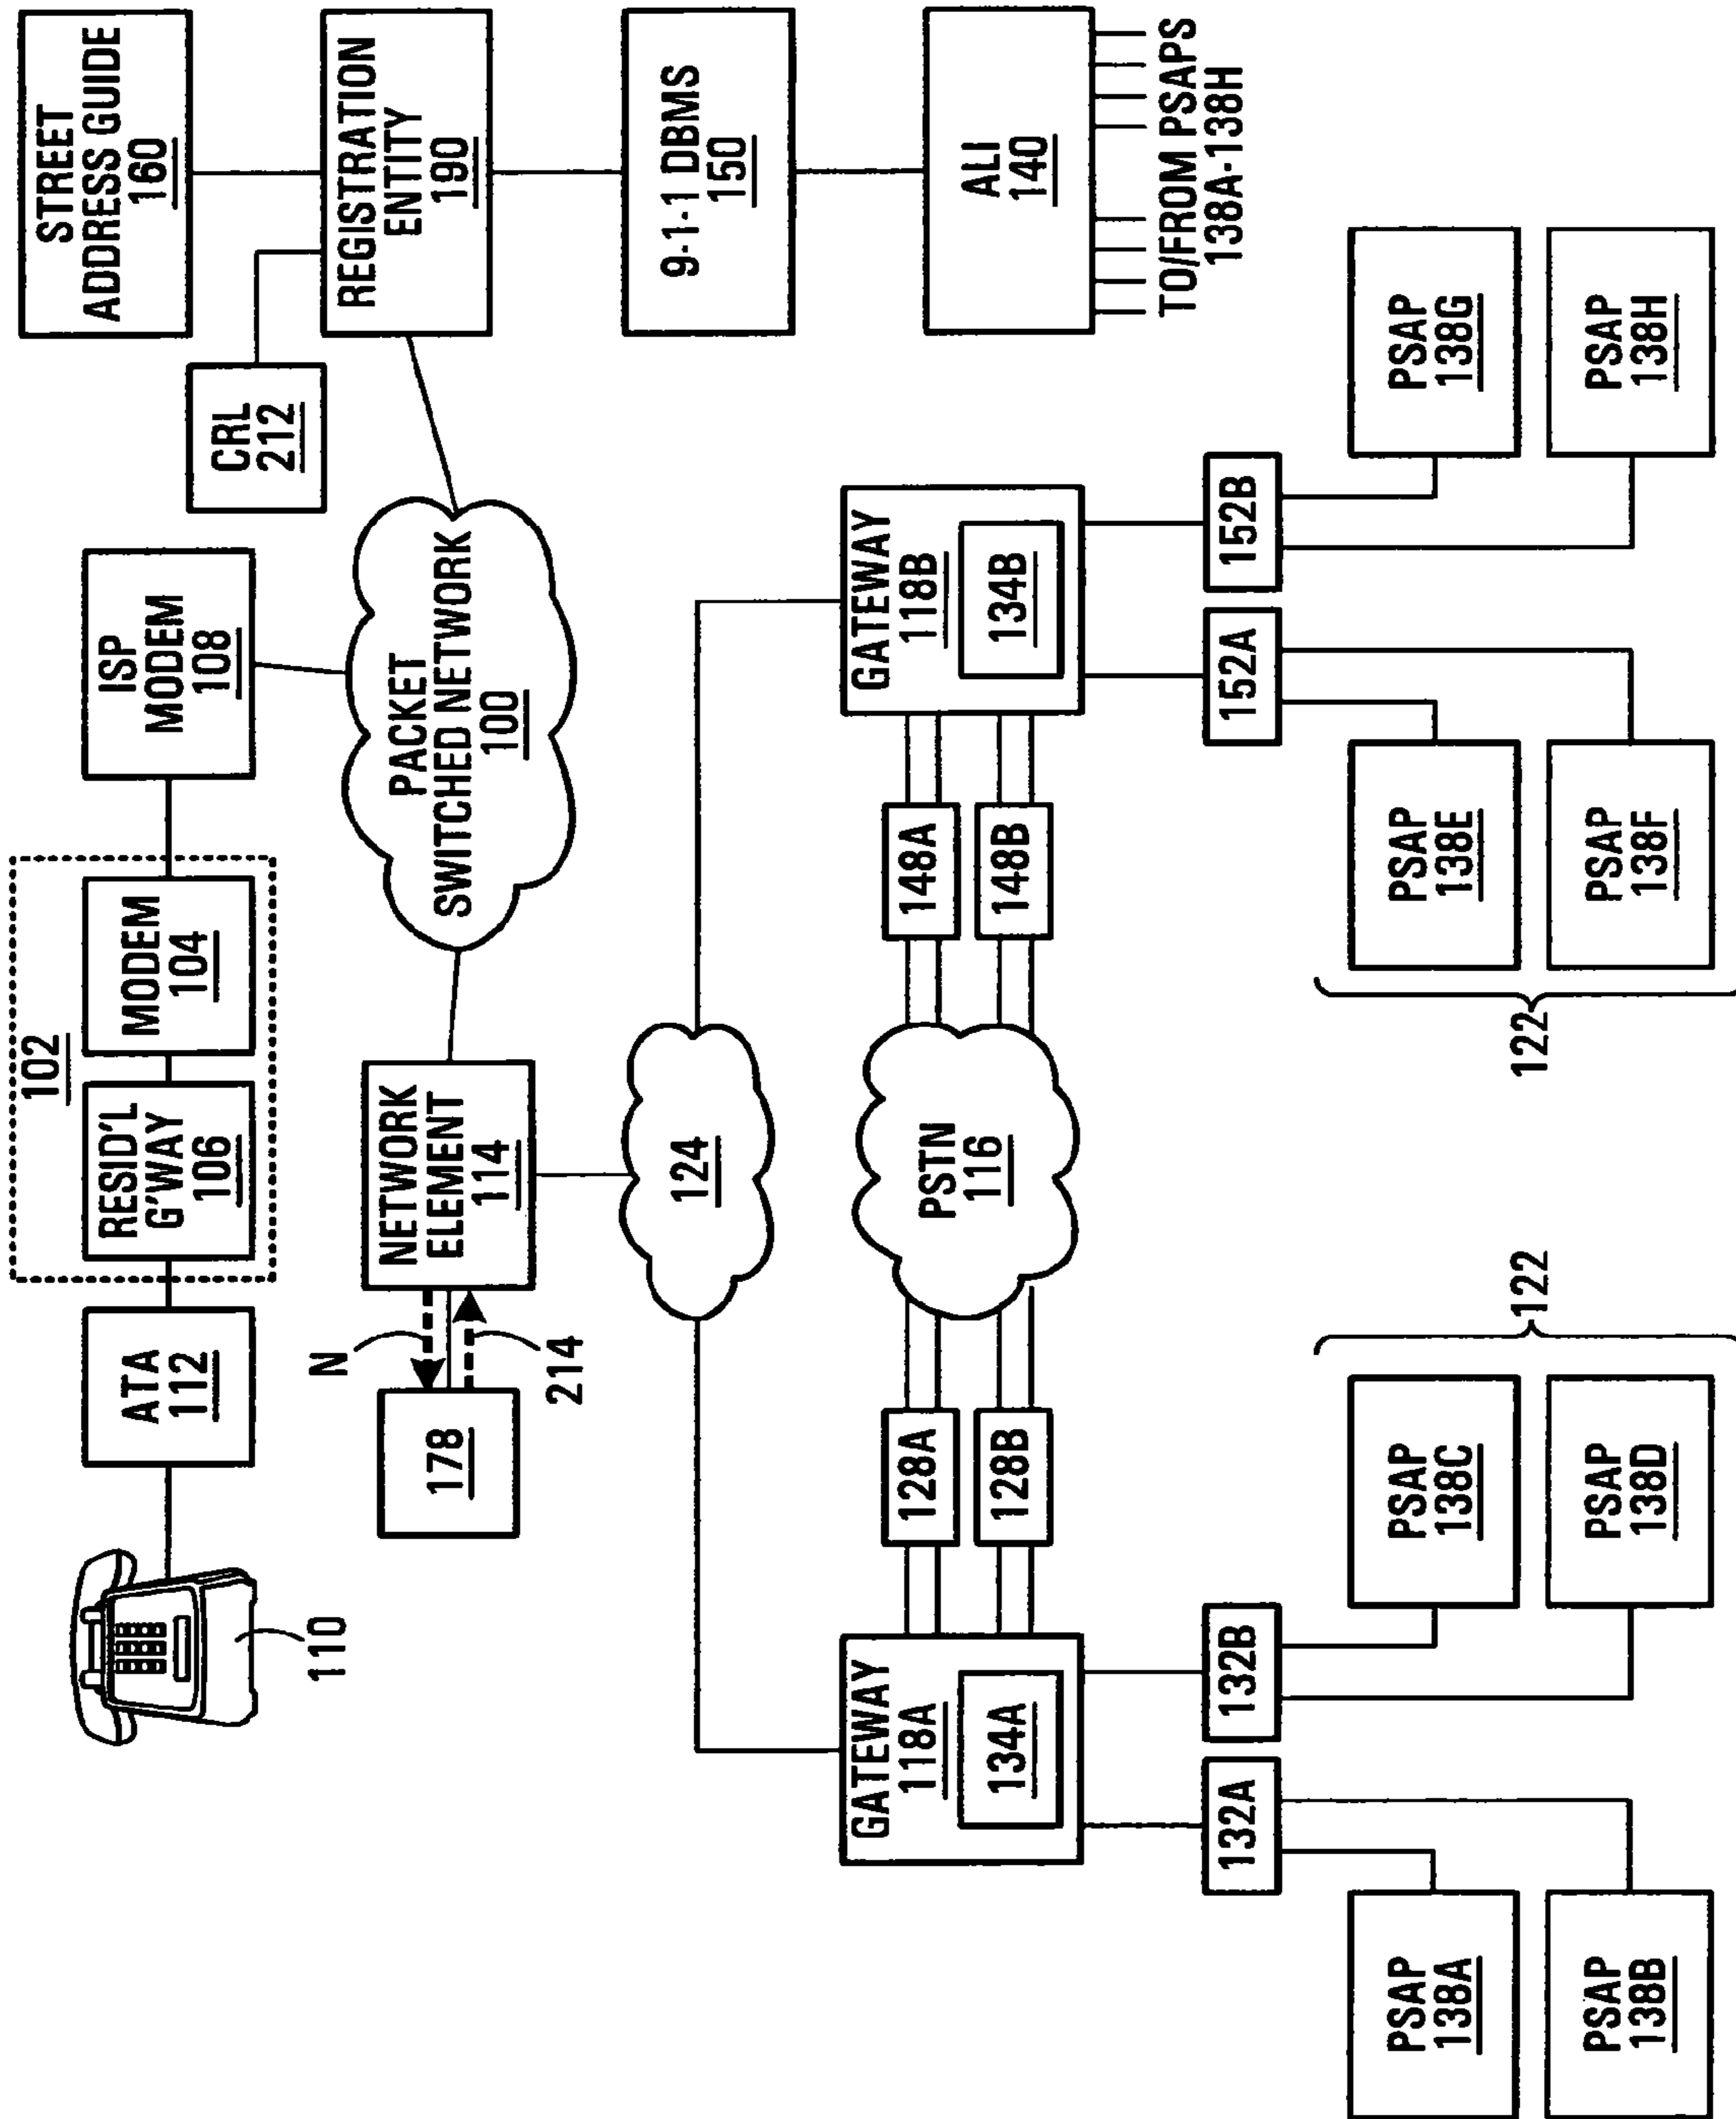 102
110
ATA
112
RESID'L
G'WAY
106
MODEM
104
ISP
MODEM
108
STREET
ADDRESS GUIDE
160
CRL
212
REGISTRATION
ENTITY
190
178
N
214
NETWORK
ELEMENT
114
PACKET
SWITCHED NETWORK
100
9-1-1 DBMS
150
124
ALI
140
TO/FROM PSAPS
138A-138H
GATEWAY
118A
134A
128A
128B
PSTN
116
148A
148B
GATEWAY
118B
134B
132A
132B
152A
152B
PSAP
138A
PSAP
138C
122
122
PSAP
138E
PSAP
138G
PSAP
138B
PSAP
138D
PSAP
138F
PSAP
138H